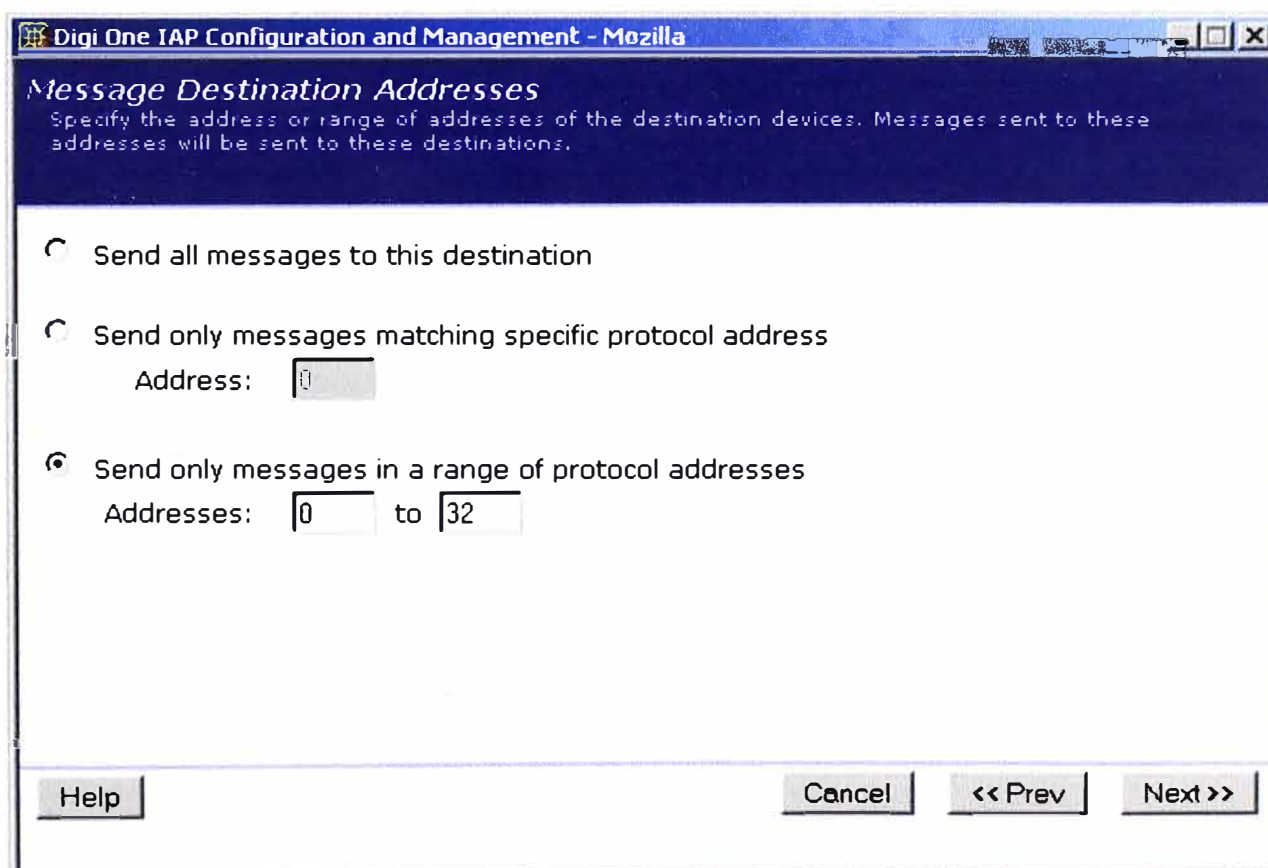 Digi One IAP Configuration and Management - Mozilla
Message Destination Addresses
Specify the address or range of addresses of the destination devices. Messages sent to these
addresses will be sent to these destinations.
Send all messages to this destination
Send only messages matching specific protocol address
Address: 0
Send only messages in a range of protocol addresses
Addresses: 0 to 32
Help Cancel << Prev Next >>